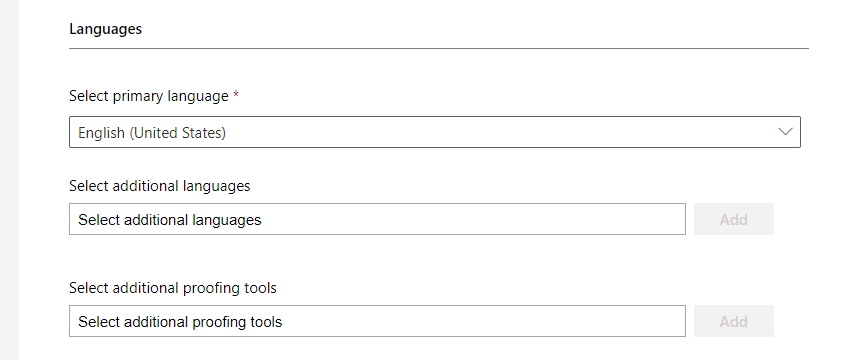 Languages
Select primary language *
English (United States)
Select additional languages
Select additional languages Add
Select additional proofing tools
Select additional proofing tools Add